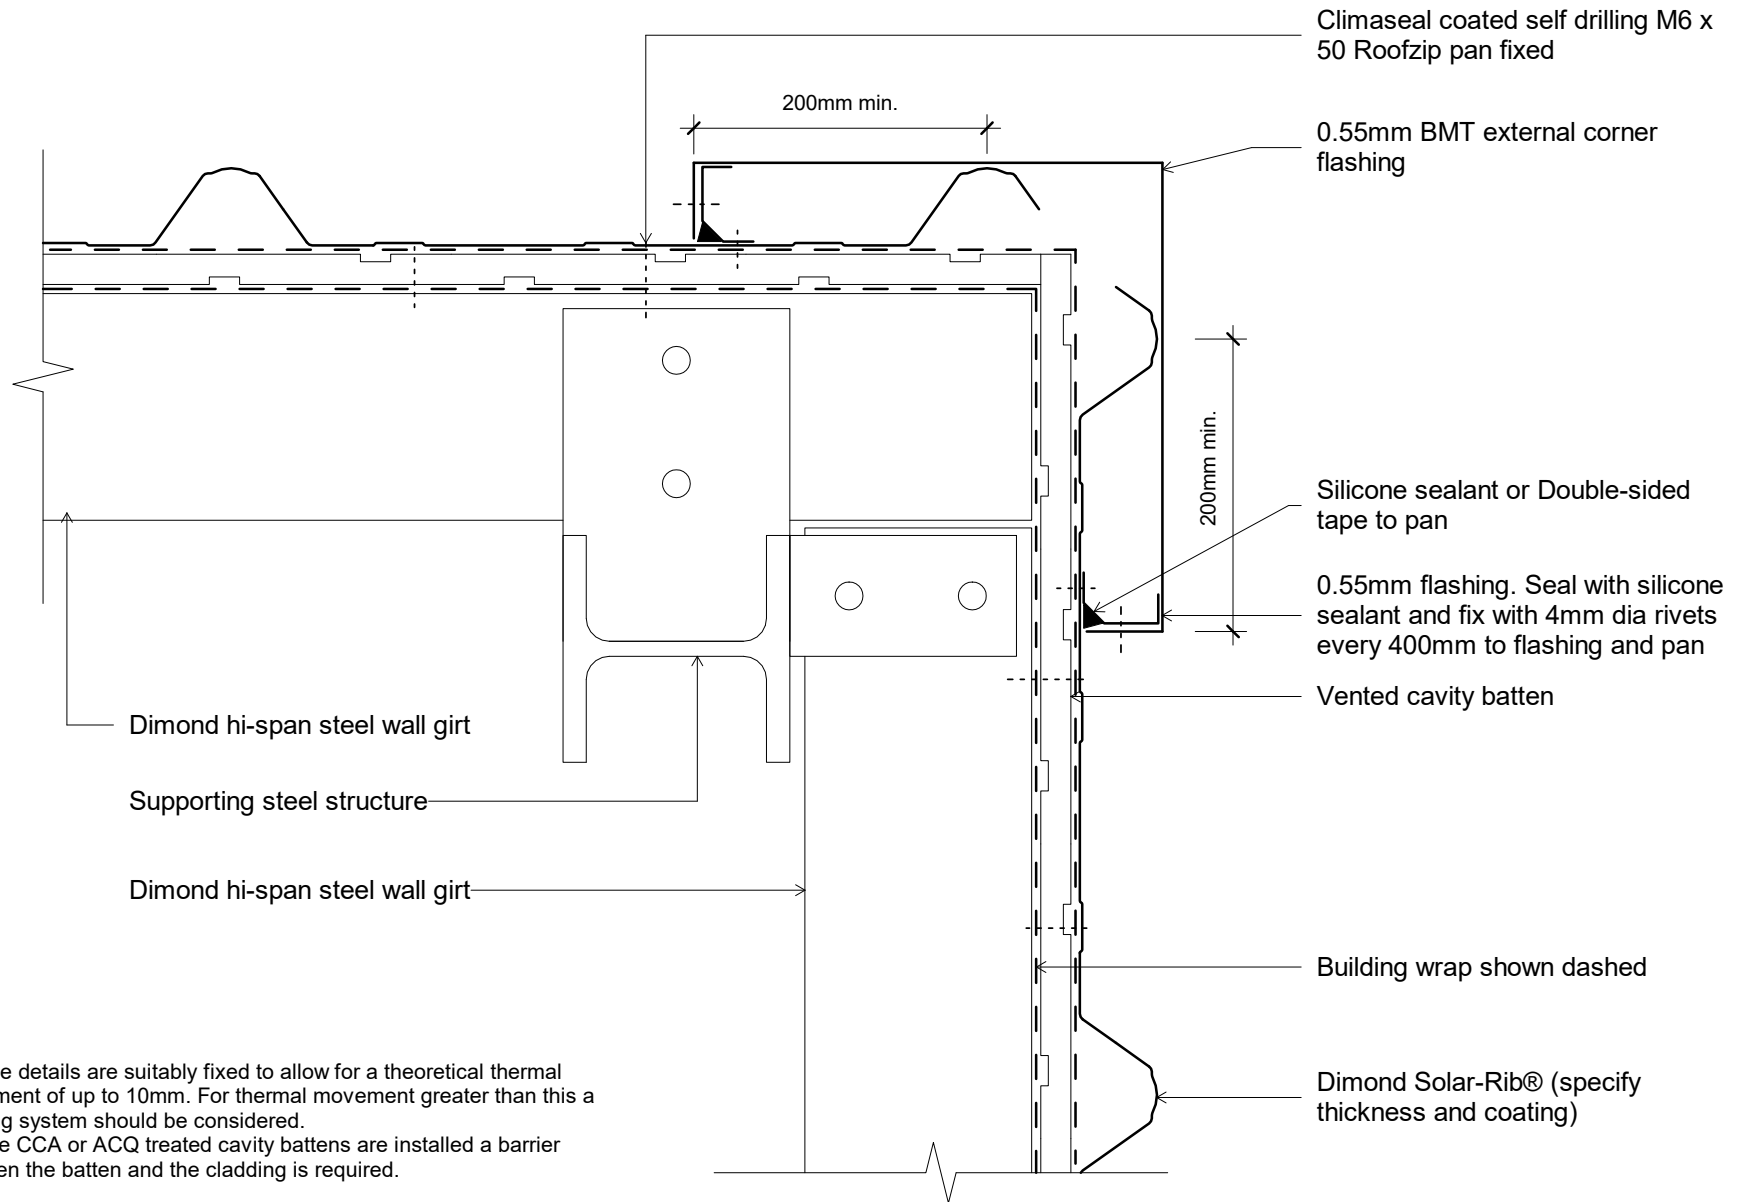 Climaseal coated self drilling M6 x
50 Roofzip pan fixed
200mm min.
0.55mm BMT external corner
flashing
200mm min.
Silicone sealant or Double-sided
tape to pan
0.55mm flashing. Seal with silicone
sealant and fix with 4mm dia rivets
every 400mm to flashing and pan
Vented cavity batten
Dimond hi-span steel wall girt
Supporting steel structure
Dimond hi-span steel wall girt
Building wrap shown dashed
Dimond Solar-Rib® (specify
thickness and coating)
details are suitably fixed to allow for a theoretical thermal
of up to 10mm. For thermal movement greater than this a
system should be considered.
CCA or ACQ treated cavity battens are installed a barrier
the batten and the cladding is required.